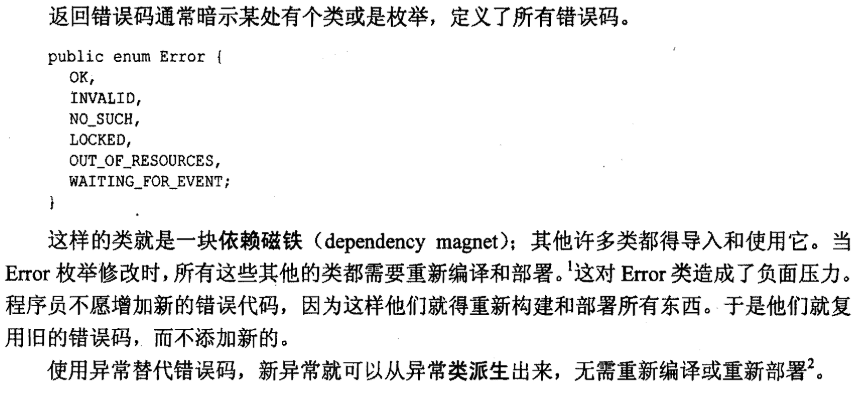 返回错误码通常暗示某处有个类或是枚举，定义了所有错误码。
public enum Error {
OK,
INVALID,
NO_SUCH,
LOCKED,
OUT_OF_RESOURCES,
WAITING_FOR_EVENT;
}
这样的类就是一块依赖磁铁（dependency magnet）；其他许多类都得导入和使用它。当
Error 枚举修改时，所有这些其他的类都需要重新编译和部署。¹这对 Error 类造成了负面压力。
程序员不愿增加新的错误代码，因为这样他们就得重新构建和部署所有东西。于是他们就复
用旧的错误码，而不添加新的。
使用异常替代错误码，新异常就可以从异常类派生出来，无需重新编译或重新部署²。